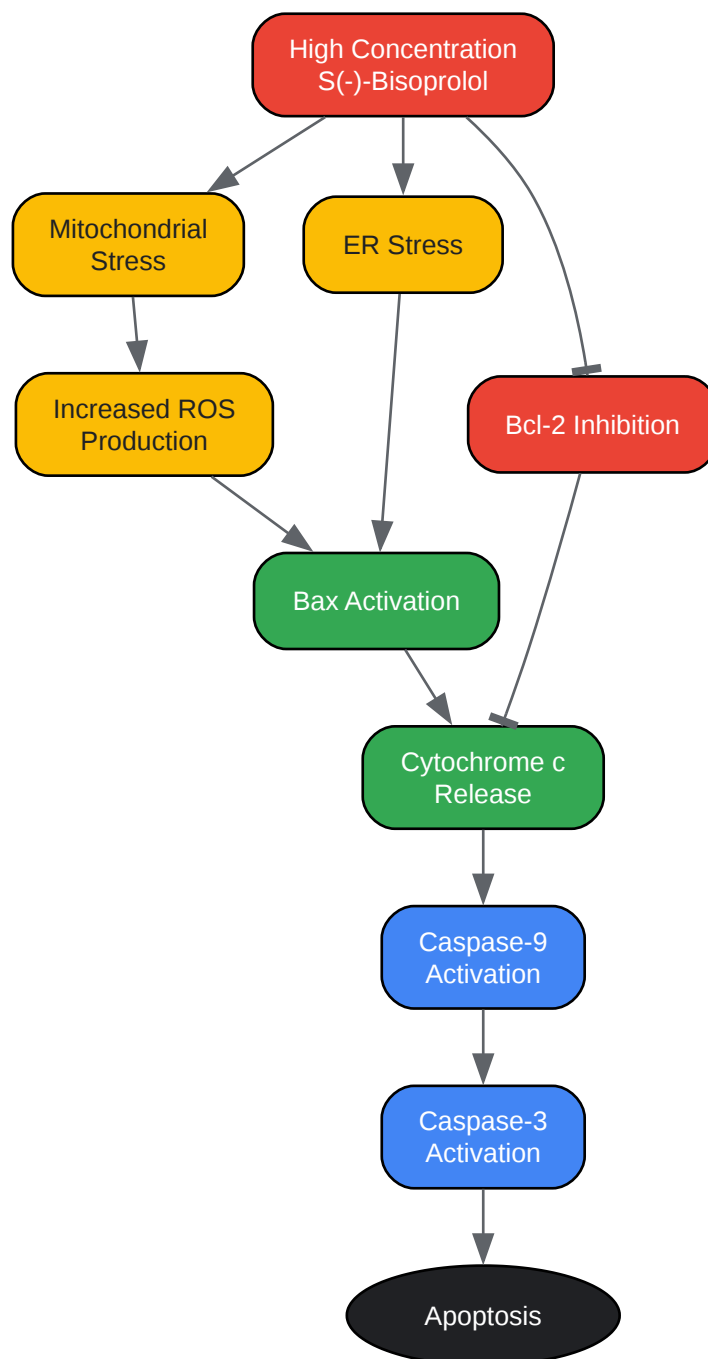 High Concentration
S(-)-Bisoprolol
Mitochondrial
Stress
ER Stress
Increased ROS
Production
Bcl-2 Inhibition
Bax Activation
Cytochrome c
Release
Caspase-9
Activation
Caspase-3
Activation
Apoptosis